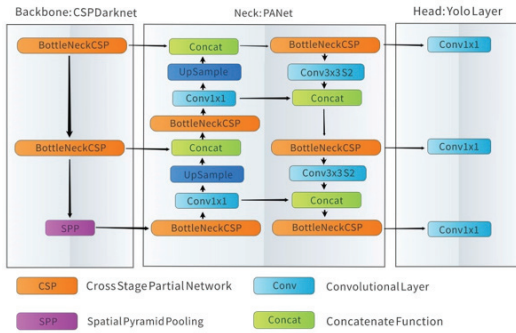 Backbone: CSPDarknet
Neck: PANet
Head: Yolo Layer
BottleNeckCSP
Concat
BottleNeckCSP
Conv1x1
UpSample
Conv3x3 S2
Conv1x1
Concat
BottleNeckCSP
BottleNeckCSP
Concat
BottleNeckCSP
Conv1x1
UpSample
Conv3x3 S2
Conv1x1
Concat
SPP
BottleNeckCSP
BottleNeckCSP
Conv1x1
CSP
Cross Stage Partial Network
Conv
Convolutional Layer
SPP
Spatial Pyramid Pooling
Concat
Concatenate Function